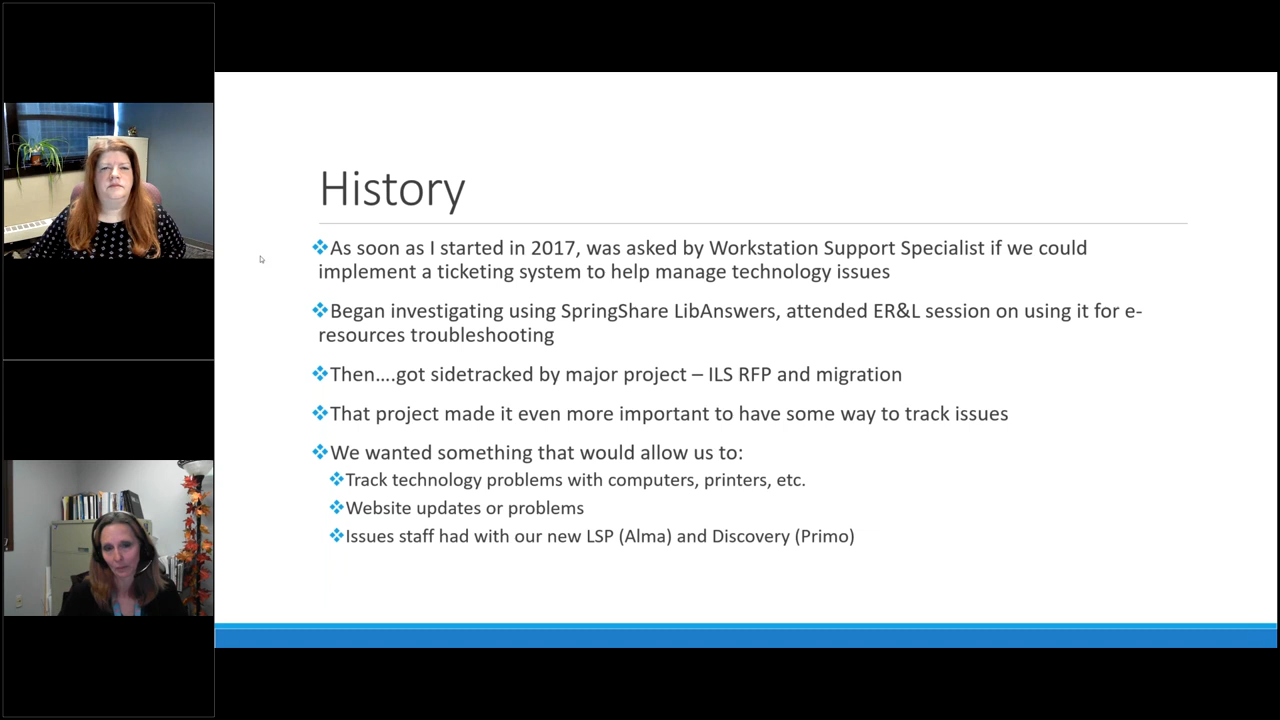 History
❖As soon as I started in 2017, was asked by Workstation Support Specialist if we could
implement a ticketing system to help manage technology issues
❖Began investigating using SpringShare LibAnswers, attended ER&L session on using it for e-
resources troubleshooting
❖Then....got sidetracked by major project – ILS RFP and migration
❖That project made it even more important to have some way to track issues
❖We wanted something that would allow us to:
❖Track technology problems with computers, printers, etc.
❖Website updates or problems
❖Issues staff had with our new LSP (Alma) and Discovery (Primo)